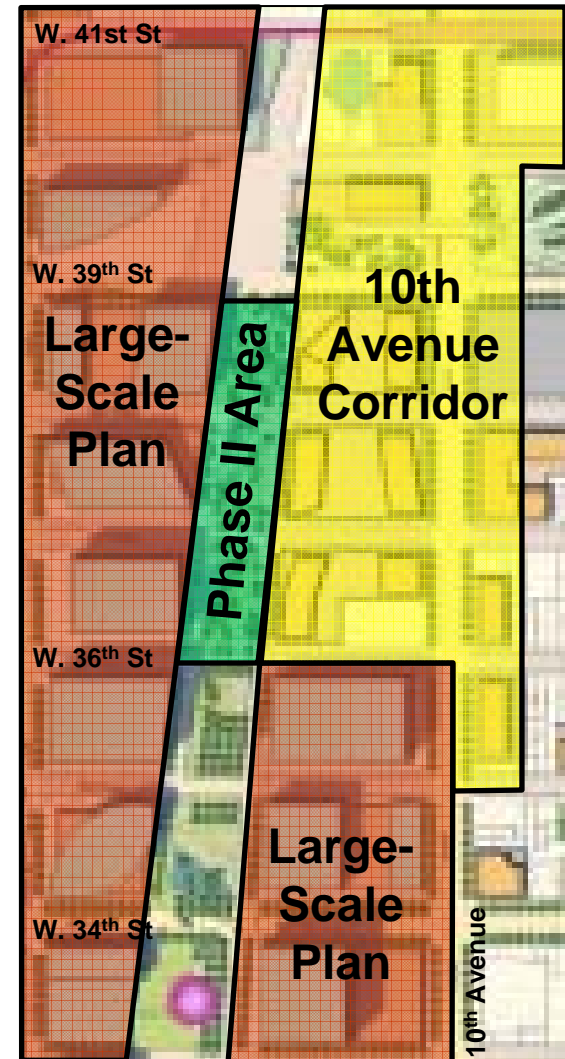 W. 41st St
W. 39th St
10th
Avenue
Corridor
Large-
Scale
Plan
Phase II Area
W. 36th St
Large-
Scale
Plan
W. 34th St
10th Avenue